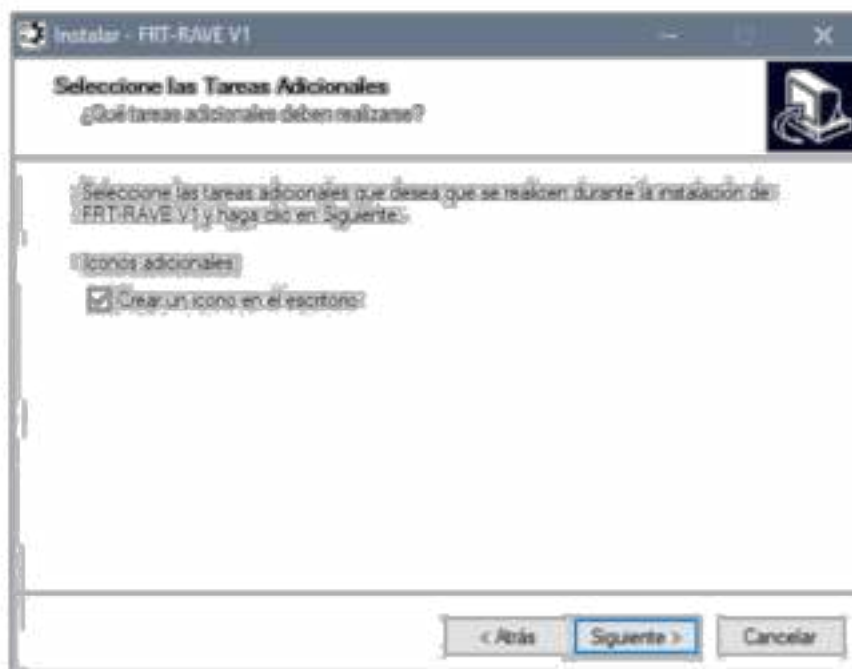 Instalar - FRT-RAVE V1
Seleccione las Tareas Adicionales
¿Qué tareas adicionales deben realizarse?
Seleccione las tareas adicionales que desea que se realicen durante la instalación de
FRT-RAVE V1 y haga clic en Siguiente.
Iconos adicionales
Crear un icono en el escritorio
< Atrás
Siguiente >
Cancelar